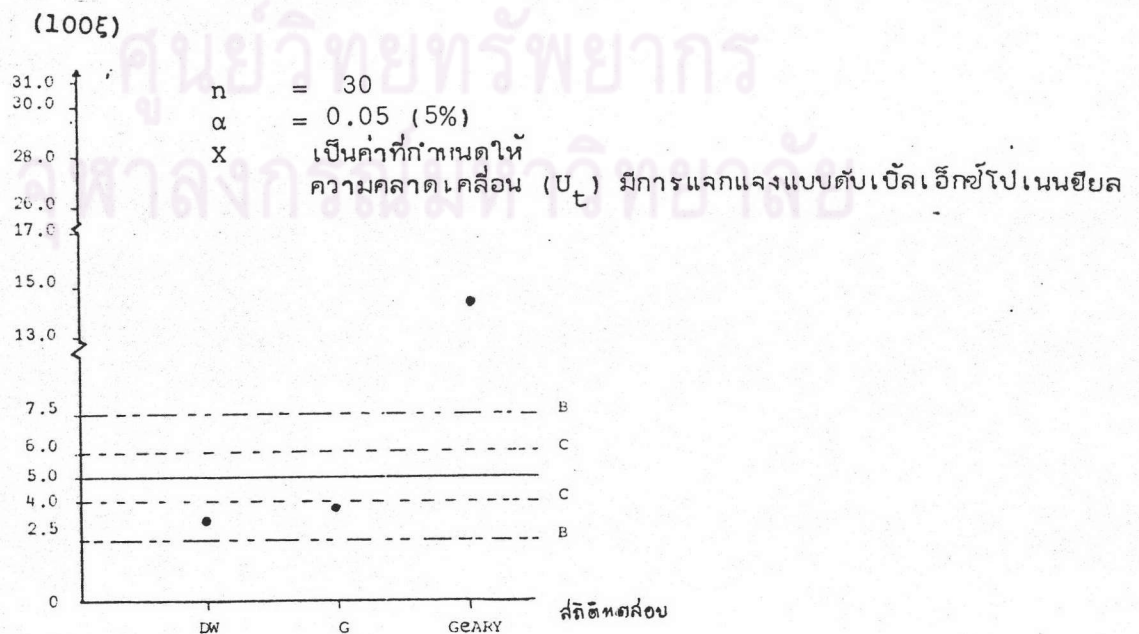 (100ξ)
ศูนย์วิทยทรัพยากร
จุฬาลงกรณ์มหาวิทยาลัย
31.0
30.0
28.0
26.0
17.0
15.0
13.0
7.5
6.0
5.0
4.0
2.5
0
n = 30
α = 0.05 (5%)
X เป็นค่าที่กำหนดให้
ความคลาดเคลื่อน (Ut) มีการแจกแจงแบบดับเบิ้ลเอ็กซ์โปเนนเชียล
B
C
C
B
DW G GEARY สถิติทดสอบ